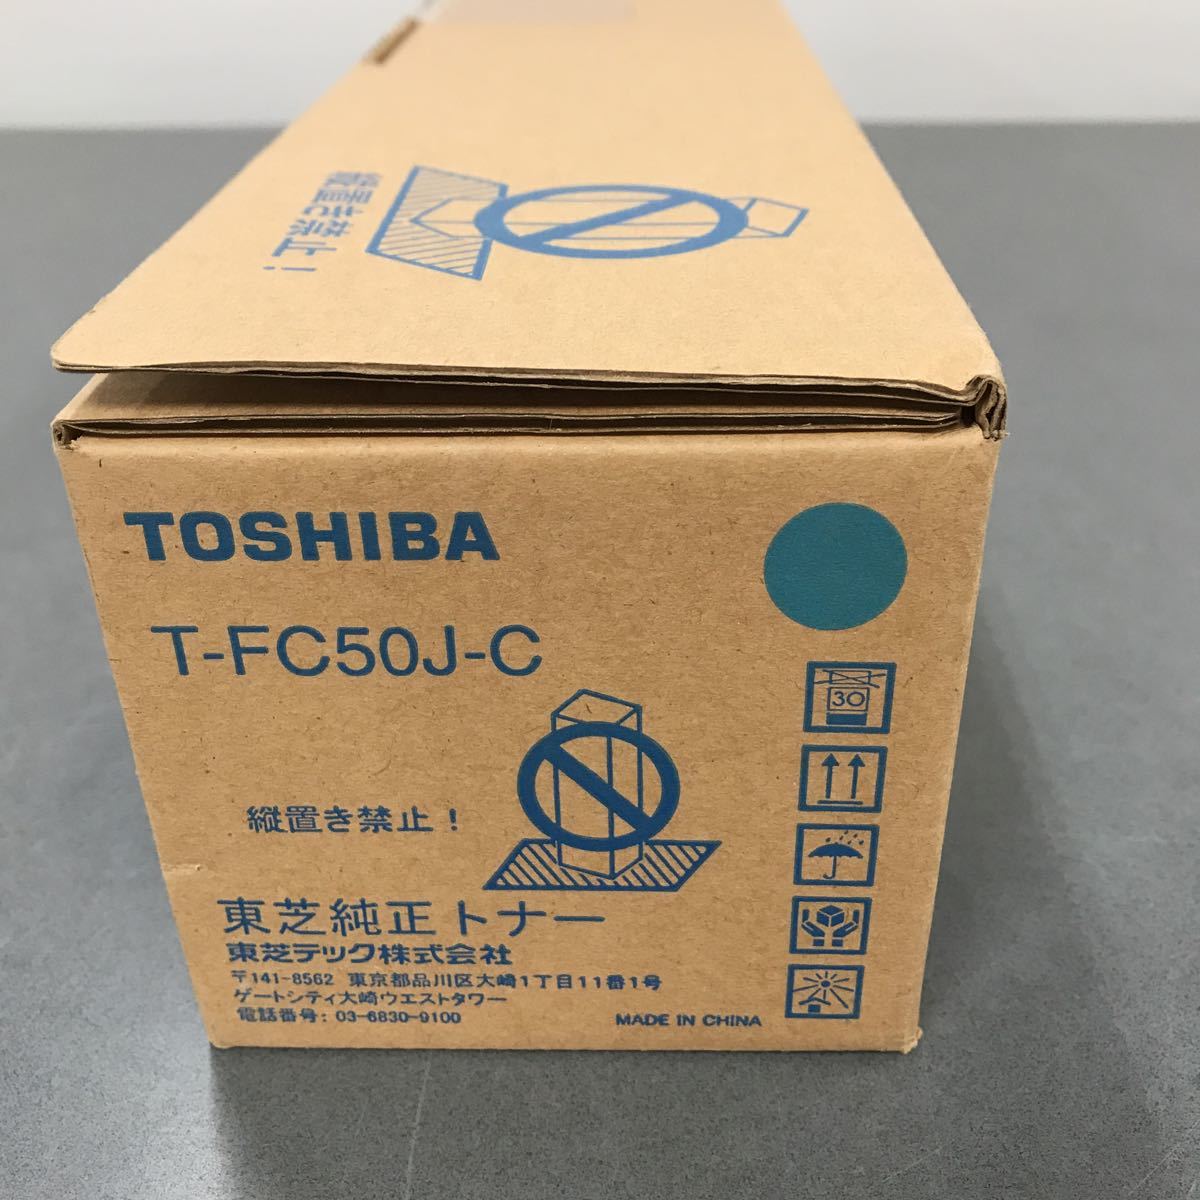 縦置き禁止!
TOSHIBA
T-FC50J-C
30
縦置き禁止!
東芝純正トナー
東芝テック株式会社
〒141-8562 東京都品川区大崎1丁目11番1号
ゲートシティ大崎ウエストタワー
電話番号: 03-6830-9100
MADE IN CHINA